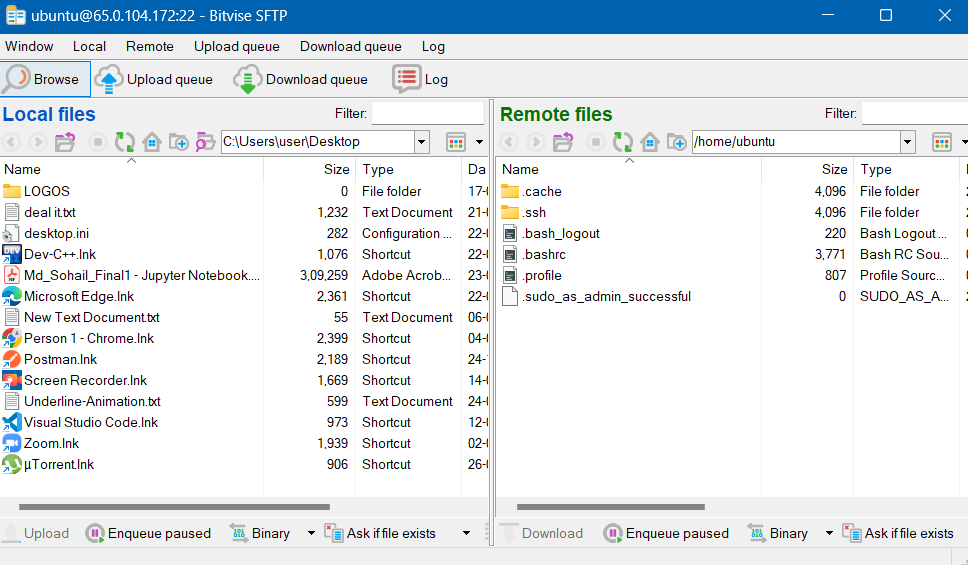 ubuntu@65.0.104.172:22 - Bitvise SFTP
Window Local Remote Upload queue Download queue Log
Browse Upload queue Download queue Log
Local files Filter:
C:\Users\user\Desktop
Name Size Type Da
LOGOS 0 File folder 17-
deal it.txt 1,232 Text Document 21-
desktop.ini 282 Configuration ... 22-
Dev-C++.lnk 1,076 Shortcut 22-
Md_Sohail_Final1 - Jupyter Notebook.... 3,09,259 Adobe Acrob... 23-
Microsoft Edge.lnk 2,361 Shortcut 22-
New Text Document.txt 55 Text Document 06-
Person 1 - Chrome.lnk 2,399 Shortcut 04-
Postman.lnk 2,189 Shortcut 24-
Screen Recorder.lnk 1,669 Shortcut 14-
Underline-Animation.txt 599 Text Document 24-
Visual Studio Code.lnk 973 Shortcut 12-
Zoom.lnk 1,939 Shortcut 02-
µTorrent.lnk 906 Shortcut 26-
Upload Enqueue paused Binary Ask if file exists
Remote files Filter:
/home/ubuntu
Name Size Type
.cache 4,096 File folder
.ssh 4,096 File folder
.bash_logout 220 Bash Logout ...
.bashrc 3,771 Bash RC Sou...
.profile 807 Profile Sourc...
.sudo_as_admin_successful 0 SUDO_AS_A...
Download Enqueue paused Binary Ask if file exists